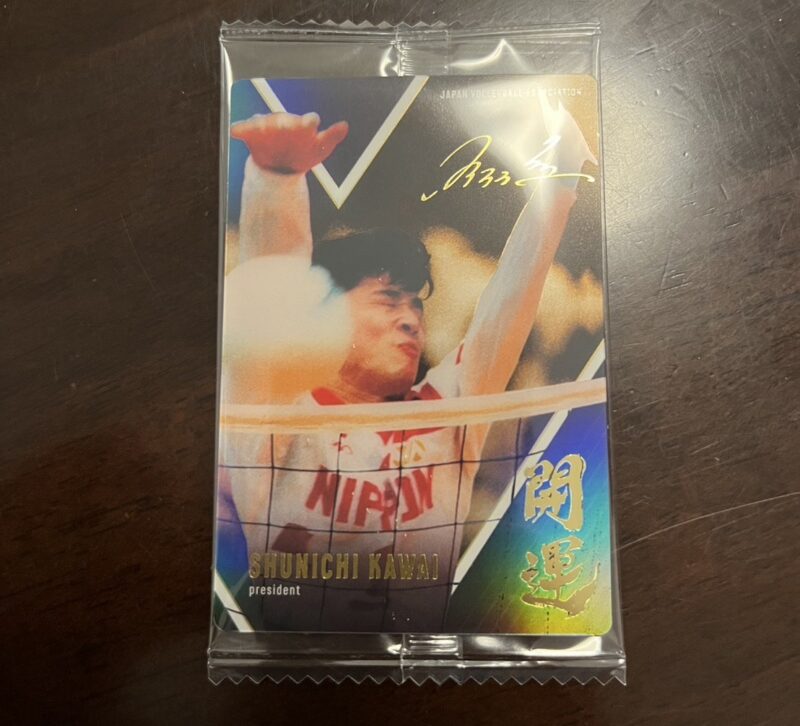 JAPAN VOLLEYBALL ASSOCIATION
NIPPON
開運
SHUNICHI KAWAI
president